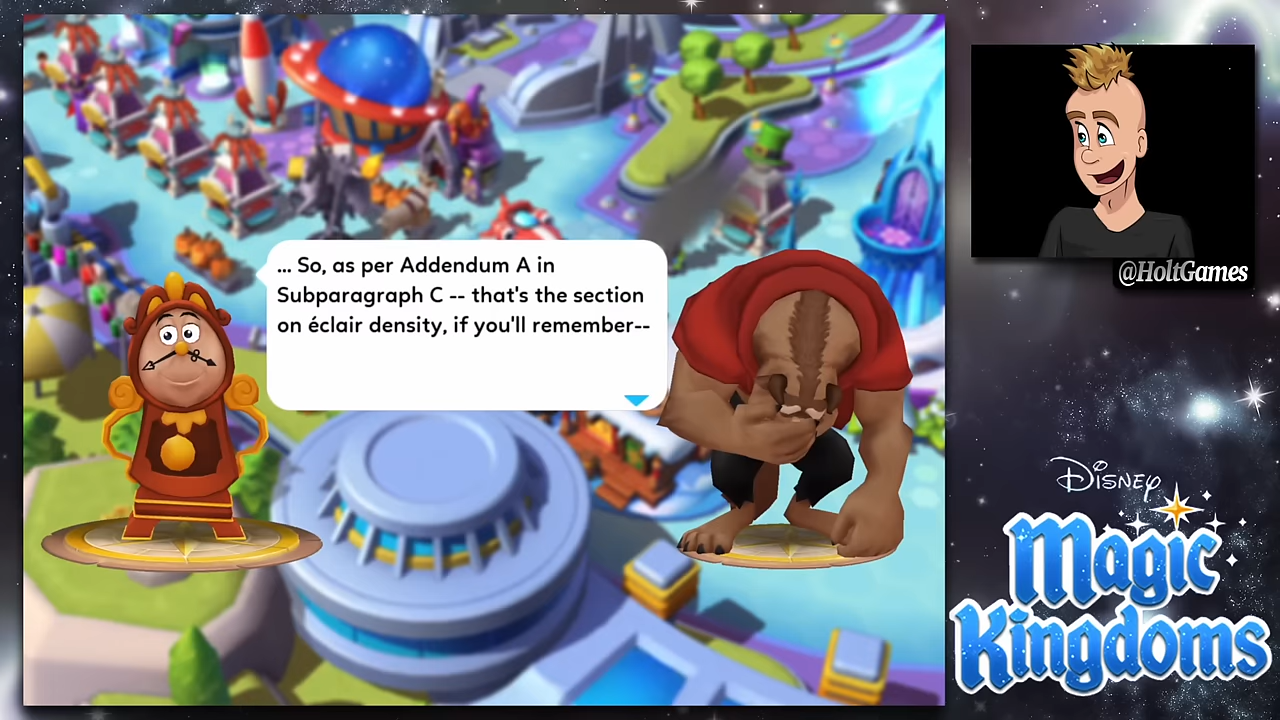 ... So, as per Addendum A in
Subparagraph C -- that's the section
on éclair density, if you'll remember--
@HoltGames
Disney
Magic
Kingdoms